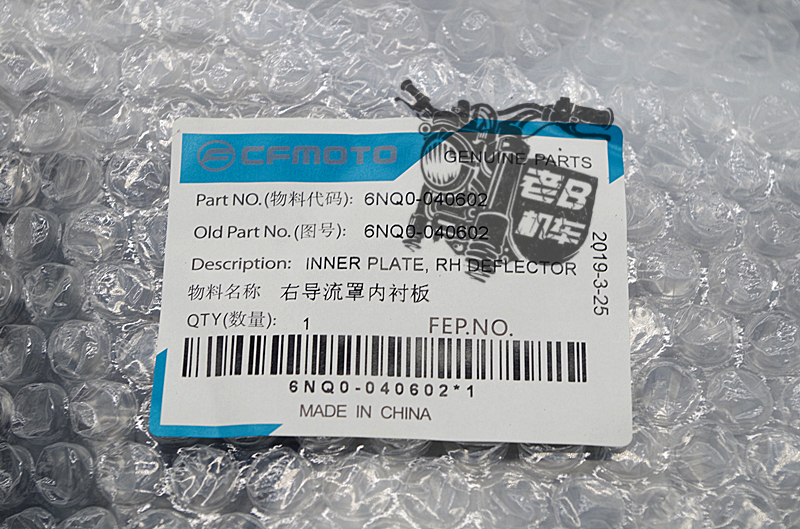 CFMOTO GENUINE PARTS
Part NO.(物料代码): 6NQ0-040602
Old Part No.(图号): 6NQ0-040602
Description: INNER PLATE, RH DEFLECTOR
物料名称 右导流罩内衬板
QTY(数量): 1 FEP.NO.
6NQ0-040602*1
MADE IN CHINA
2019-3-25
老B
机车